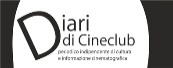 Diari
di Cineclub
periodico indipendente di cultura
e informazione cinematografica